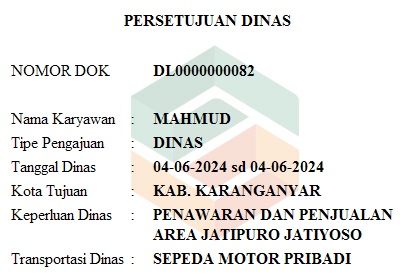 PERSETUJUAN DINAS
NOMOR DOK DL0000000082
Nama Karyawan : MAHMUD
Tipe Pengajuan : DINAS
Tanggal Dinas : 04-06-2024 sd 04-06-2024
Kota Tujuan : KAB. KARANGANYAR
Keperluan Dinas : PENAWARAN DAN PENJUALAN
AREA JATIPURO JATIYOSO
Transportasi Dinas : SEPEDA MOTOR PRIBADI